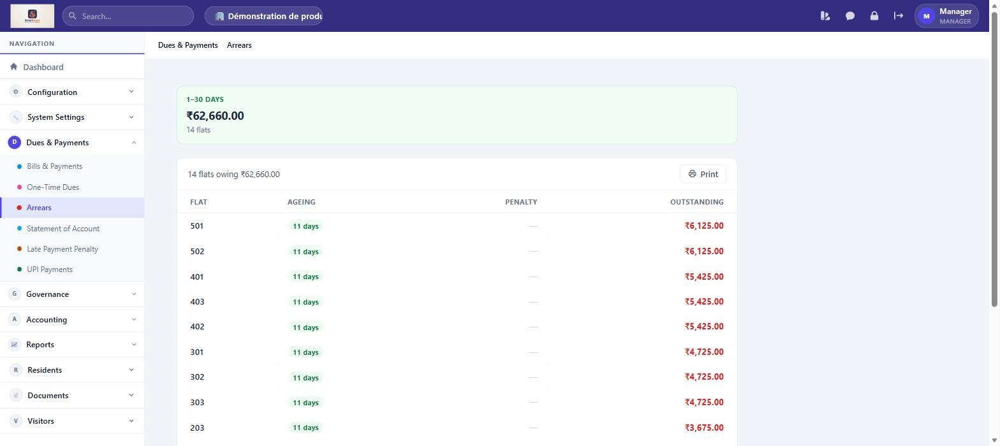 Search...
Démonstration de produ
Manager
MANAGER
M
NAVIGATION
Dashboard
Configuration
System Settings
D Dues & Payments
Bills & Payments
One-Time Dues
Arrears
Statement of Account
Late Payment Penalty
UPI Payments
G Governance
A Accounting
Reports
R Residents
Documents
V Visitors
Dues & Payments Arrears
1–30 DAYS
₹62,660.00
14 flats
14 flats owing ₹62,660.00
Print
FLAT AGEING PENALTY OUTSTANDING
501 11 days — ₹6,125.00
502 11 days — ₹6,125.00
401 11 days — ₹5,425.00
403 11 days — ₹5,425.00
402 11 days — ₹5,425.00
301 11 days — ₹4,725.00
302 11 days — ₹4,725.00
303 11 days — ₹4,725.00
203 11 days — ₹3,675.00